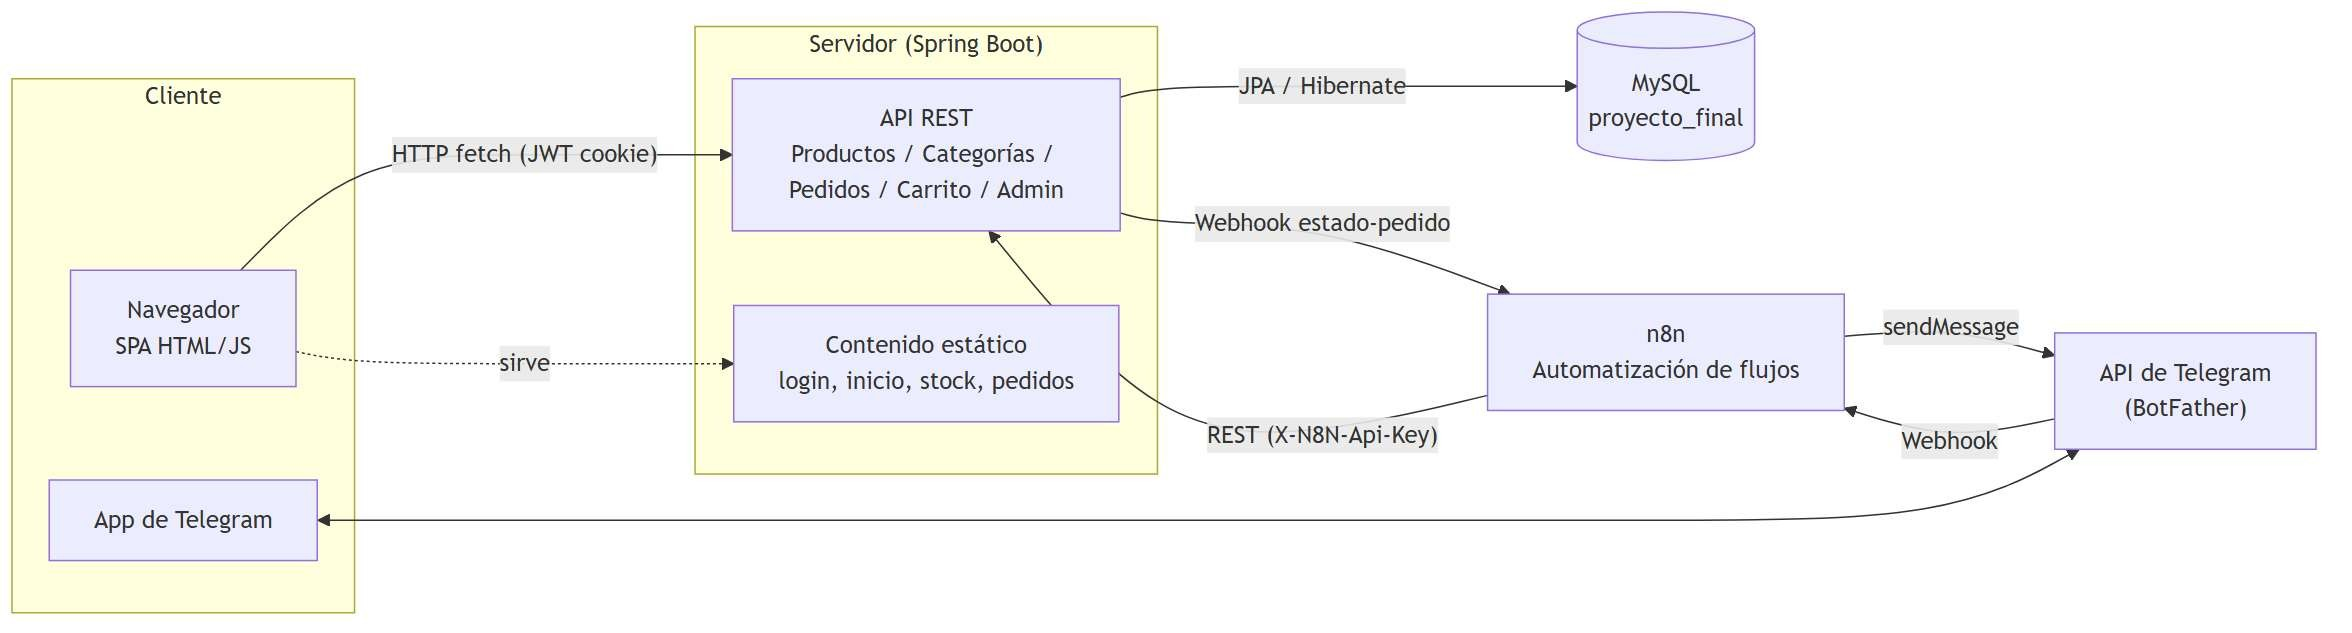 Cliente
Navegador
SPA HTML/JS
App de Telegram
HTTP fetch (JWT cookie)
sirve
Servidor (Spring Boot)
API REST
Productos / Categorías /
Pedidos / Carrito / Admin
Contenido estático
login, inicio, stock, pedidos
JPA / Hibernate
Webhook estado-pedido
REST (X-N8N-Api-Key)
MySQL
proyecto_final
n8n
Automatización de flujos
sendMessage
Webhook
API de Telegram
(BotFather)